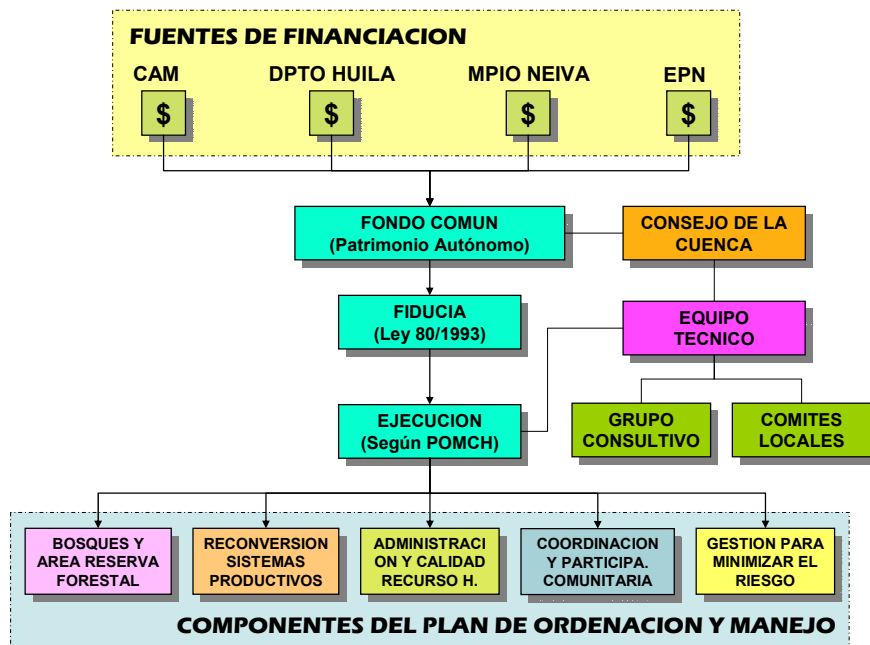 FUENTES DE FINANCIACION
CAM
DPTO HUILA
MPIO NEIVA
EPN
$
$
$
$
FONDO COMUN
(Patrimonio Autónomo)
CONSEJO DE LA
CUENCA
FIDUCIA
(Ley 80/1993)
EQUIPO
TECNICO
EJECUCION
(Según POMCH)
GRUPO
CONSULTIVO
COMITES
LOCALES
BOSQUES Y
AREA RESERVA
FORESTAL
RECONVERSION
SISTEMAS
PRODUCTIVOS
ADMINISTRACI
ON Y CALIDAD
RECURSO H.
COORDINACION
Y PARTICIPA.
COMUNITARIA
GESTION PARA
MINIMIZAR EL
RIESGO
COMPONENTES DEL PLAN DE ORDENACION Y MANEJO